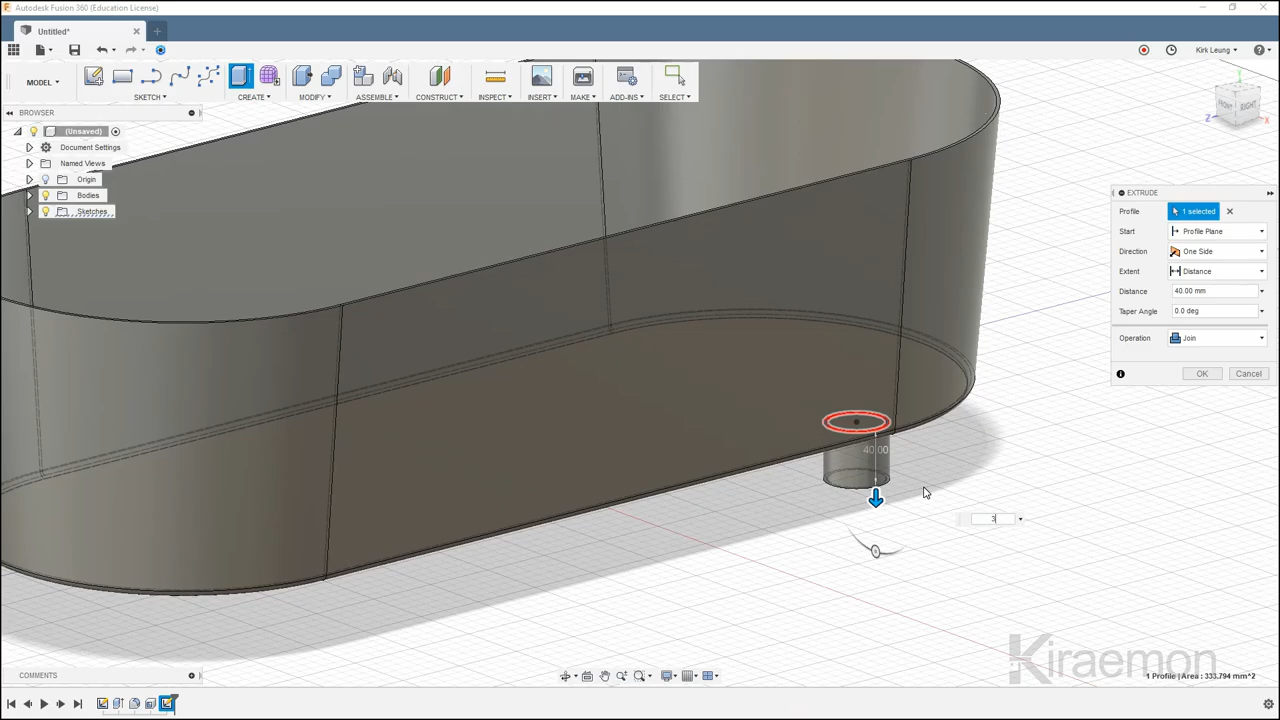 Autodesk Fusion 360 (Education License)
Untitled*
Kirk Leung
MODEL
SKETCH
CREATE
MODIFY
ASSEMBLE
CONSTRUCT
INSPECT
INSERT
MAKE
ADD-INS
SELECT
BROWSER
(Unsaved)
Document Settings
Named Views
Origin
Bodies
Sketches
FRONT
RIGHT
Y
Z
X
EXTRUDE
Profile 1 selected
Start Profile Plane
Direction One Side
Extent Distance
Distance 40.00 mm
Taper Angle 0.0 deg
Operation Join
OK Cancel
40.00
3
Kiraemon
COMMENTS
1 Profile | Area : 333.794 mm^2